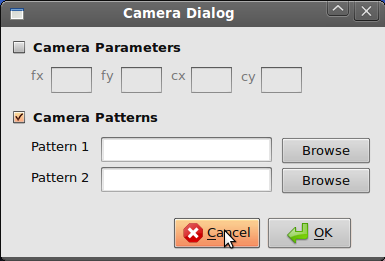 Camera Dialog
Camera Parameters
fx fy cx cy
Camera Patterns
Pattern 1 Browse
Pattern 2 Browse
Cancel OK